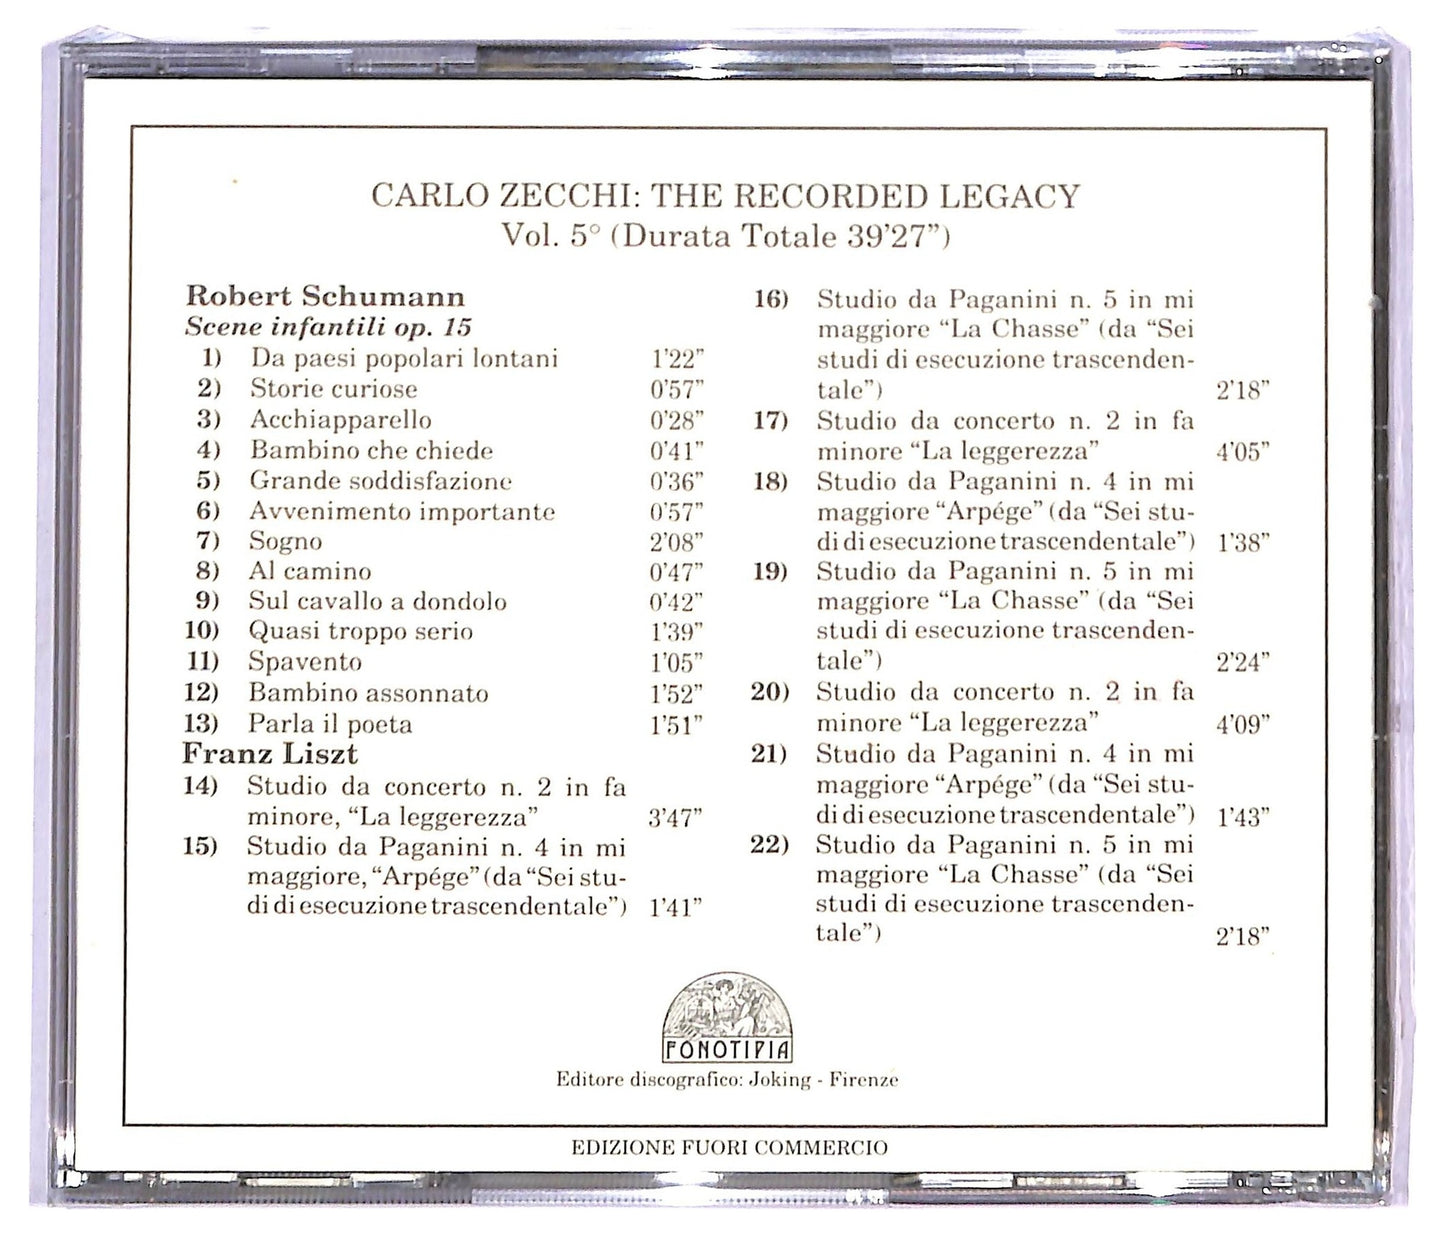 CARLO ZECCHI: THE RECORDED LEGACY
Vol. 5° (Durata Totale 39'27”)
Robert Schumann
Scene infantili op. 15
1) Da paesi popolari lontani 1'22”
2) Storie curiose 0'57”
3) Acchiapparello 0'28”
4) Bambino che chiede 0'41”
5) Grande soddisfazione 0'36”
6) Avvenimento importante 0'57”
7) Sogno 2'08”
8) Al camino 0'47”
9) Sul cavallo a dondolo 0'42”
10) Quasi troppo serio 1'39”
11) Spavento 1'05”
12) Bambino assonnato 1'52”
13) Parla il poeta 1'51”
Franz Liszt
14) Studio da concerto n. 2 in fa
minore, “La leggerezza” 3'47”
15) Studio da Paganini n. 4 in mi
maggiore, “Arpége” (da “Sei stu-
di di esecuzione trascendentale”) 1'41”
16) Studio da Paganini n. 5 in mi
maggiore “La Chasse” (da “Sei
studi di esecuzione trascenden-
tale”) 2'18”
17) Studio da concerto n. 2 in fa
minore “La leggerezza” 4'05”
18) Studio da Paganini n. 4 in mi
maggiore “Arpége” (da “Sei stu-
di di esecuzione trascendentale”) 1'38”
19) Studio da Paganini n. 5 in mi
maggiore “La Chasse” (da “Sei
studi di esecuzione trascenden-
tale”) 2'24”
20) Studio da concerto n. 2 in fa
minore “La leggerezza” 4'09”
21) Studio da Paganini n. 4 in mi
maggiore “Arpége” (da “Sei stu-
di di esecuzione trascendentale”) 1'43”
22) Studio da Paganini n. 5 in mi
maggiore “La Chasse” (da “Sei
studi di esecuzione trascenden-
tale”) 2'18”
FONOTIPIA
Editore discografico: Joking - Firenze
EDIZIONE FUORI COMMERCIO